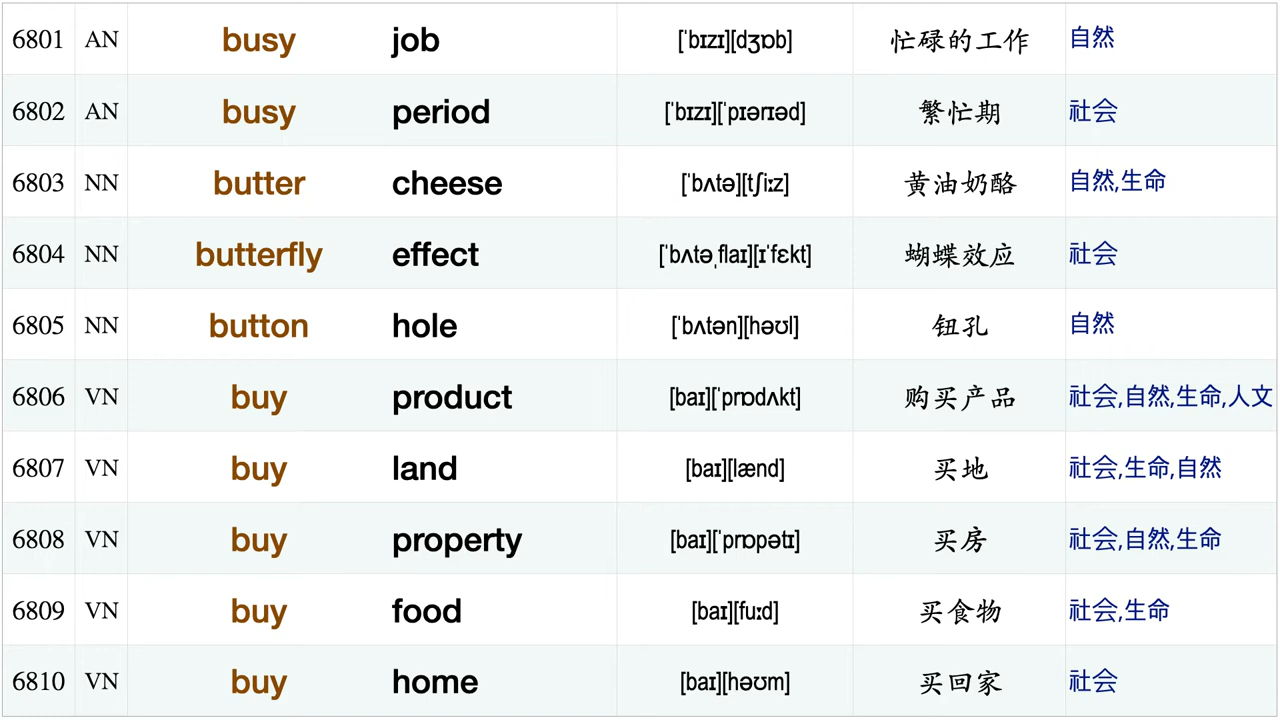 6801 AN busy job [ˈbɪzɪ][dʒɒb] 忙碌的工作 自然
6802 AN busy period [ˈbɪzɪ][ˈpɪərɪəd] 繁忙期 社会
6803 NN butter cheese [ˈbʌtə][tʃiːz] 黄油奶酪 自然,生命
6804 NN butterfly effect [ˈbʌtəˌflaɪ][ɪˈfɛkt] 蝴蝶效应 社会
6805 NN button hole [ˈbʌtən][həʊl] 钮孔 自然
6806 VN buy product [baɪ][ˈprɒdʌkt] 购买产品 社会,自然,生命,人文
6807 VN buy land [baɪ][lænd] 买地 社会,生命,自然
6808 VN buy property [baɪ][ˈprɒpətɪ] 买房 社会,自然,生命
6809 VN buy food [baɪ][fuːd] 买食物 社会,生命
6810 VN buy home [baɪ][həʊm] 买回家 社会